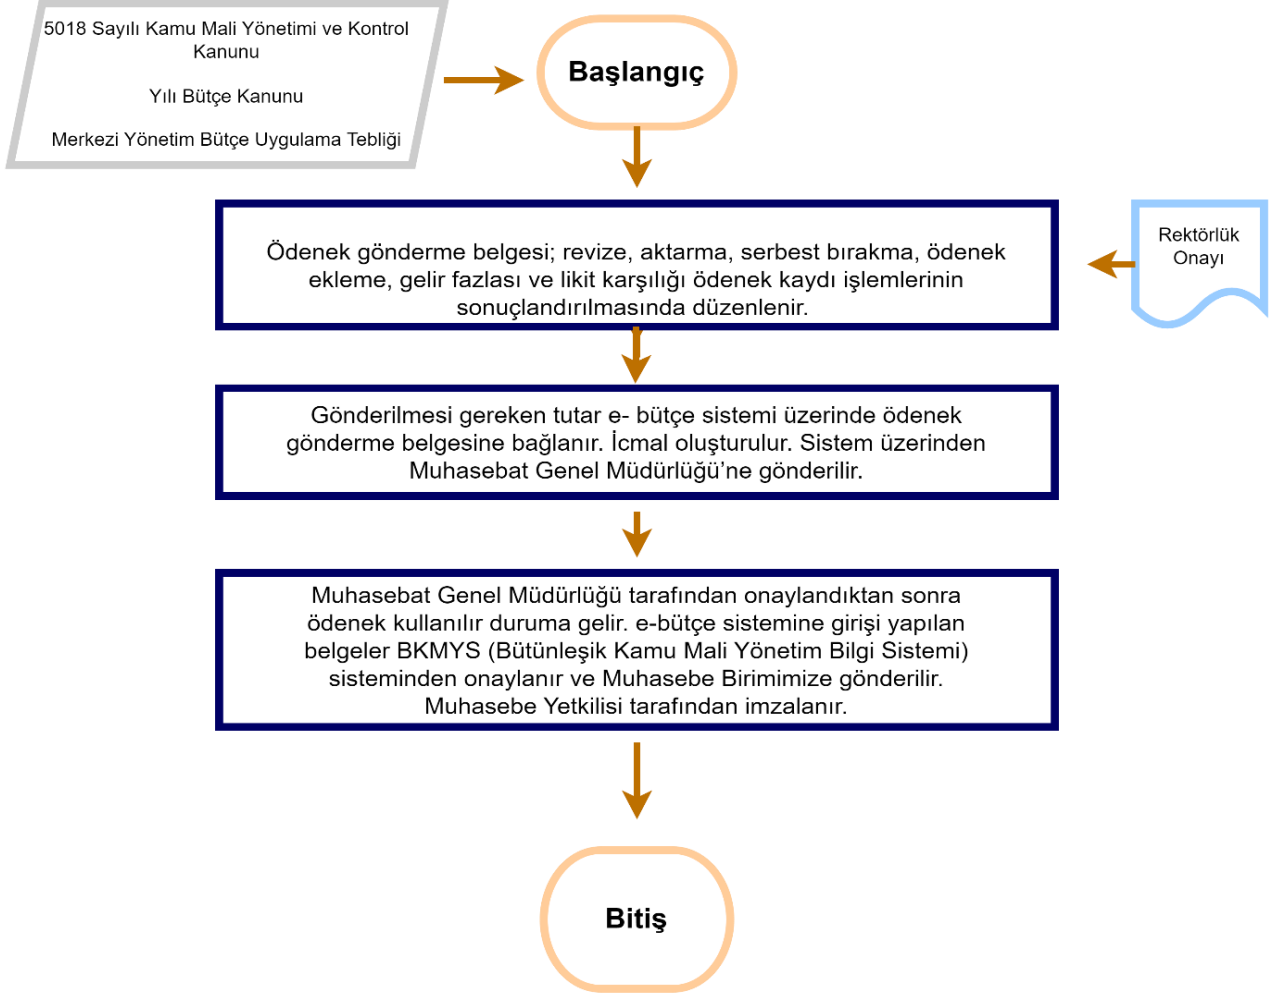 5018 Sayılı Kamu Mali Yönetimi ve Kontrol
Kanunu
Yılı Bütçe Kanunu
Merkezi Yönetim Bütçe Uygulama Tebliği
Başlangıç
Ödenek gönderme belgesi; revize, aktarma, serbest bırakma, ödenek
ekleme, gelir fazlası ve likit karşılığı ödenek kaydı işlemlerinin
sonuçlandırılmasında düzenlenir.
Rektörlük
Onayı
Gönderilmesi gereken tutar e- bütçe sistemi üzerinde ödenek
gönderme belgesine bağlanır. İcmal oluşturulur. Sistem üzerinden
Muhasebat Genel Müdürlüğü’ne gönderilir.
Muhasebat Genel Müdürlüğü tarafından onaylandıktan sonra
ödenek kullanılır duruma gelir. e-bütçe sistemine girişi yapılan
belgeler BKMYS (Bütünleşik Kamu Mali Yönetim Bilgi Sistemi)
sisteminden onaylanır ve Muhasebe Birimimize gönderilir.
Muhasebe Yetkilisi tarafından imzalanır.
Bitiş